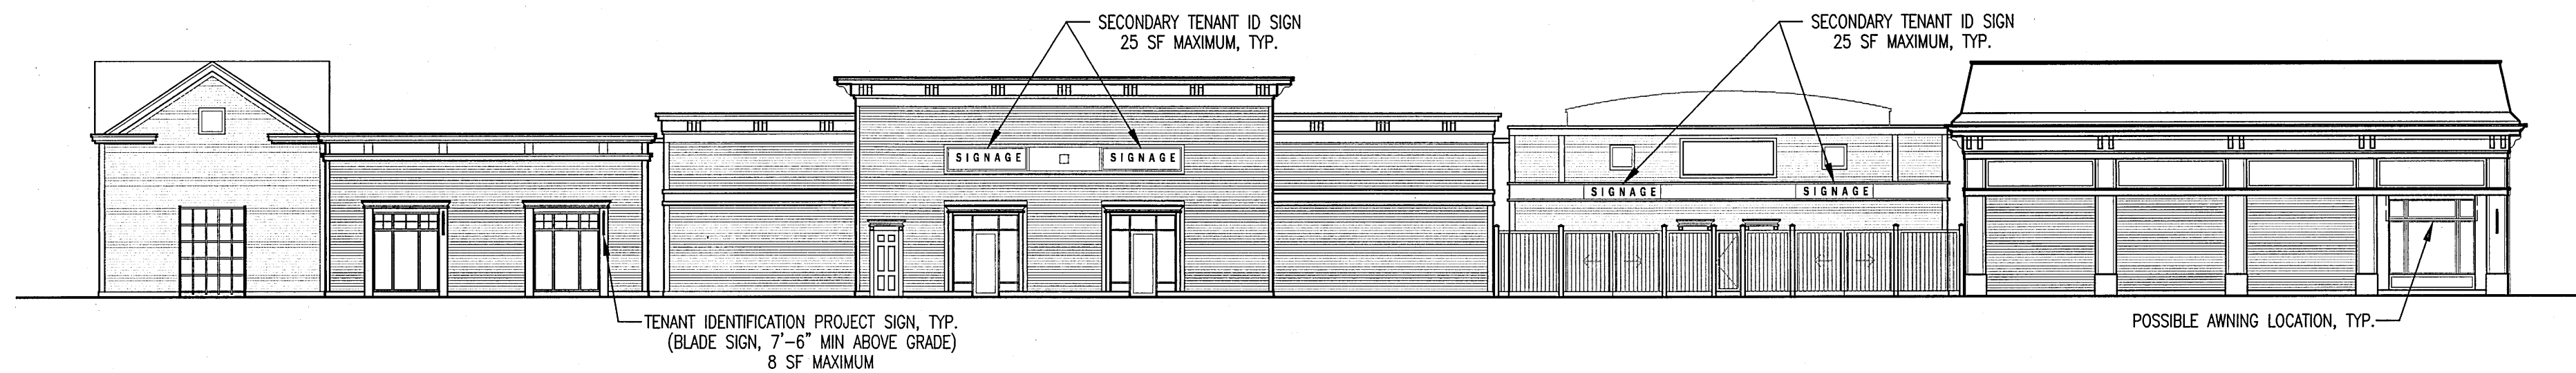 SECONDARY TENANT ID SIGN
25 SF MAXIMUM, TYP.
SECONDARY TENANT ID SIGN
25 SF MAXIMUM, TYP.
SIGNAGE
SIGNAGE
SIGNAGE
SIGNAGE
TENANT IDENTIFICATION PROJECT SIGN, TYP.
(BLADE SIGN, 7'-6" MIN ABOVE GRADE)
8 SF MAXIMUM
POSSIBLE AWNING LOCATION, TYP.